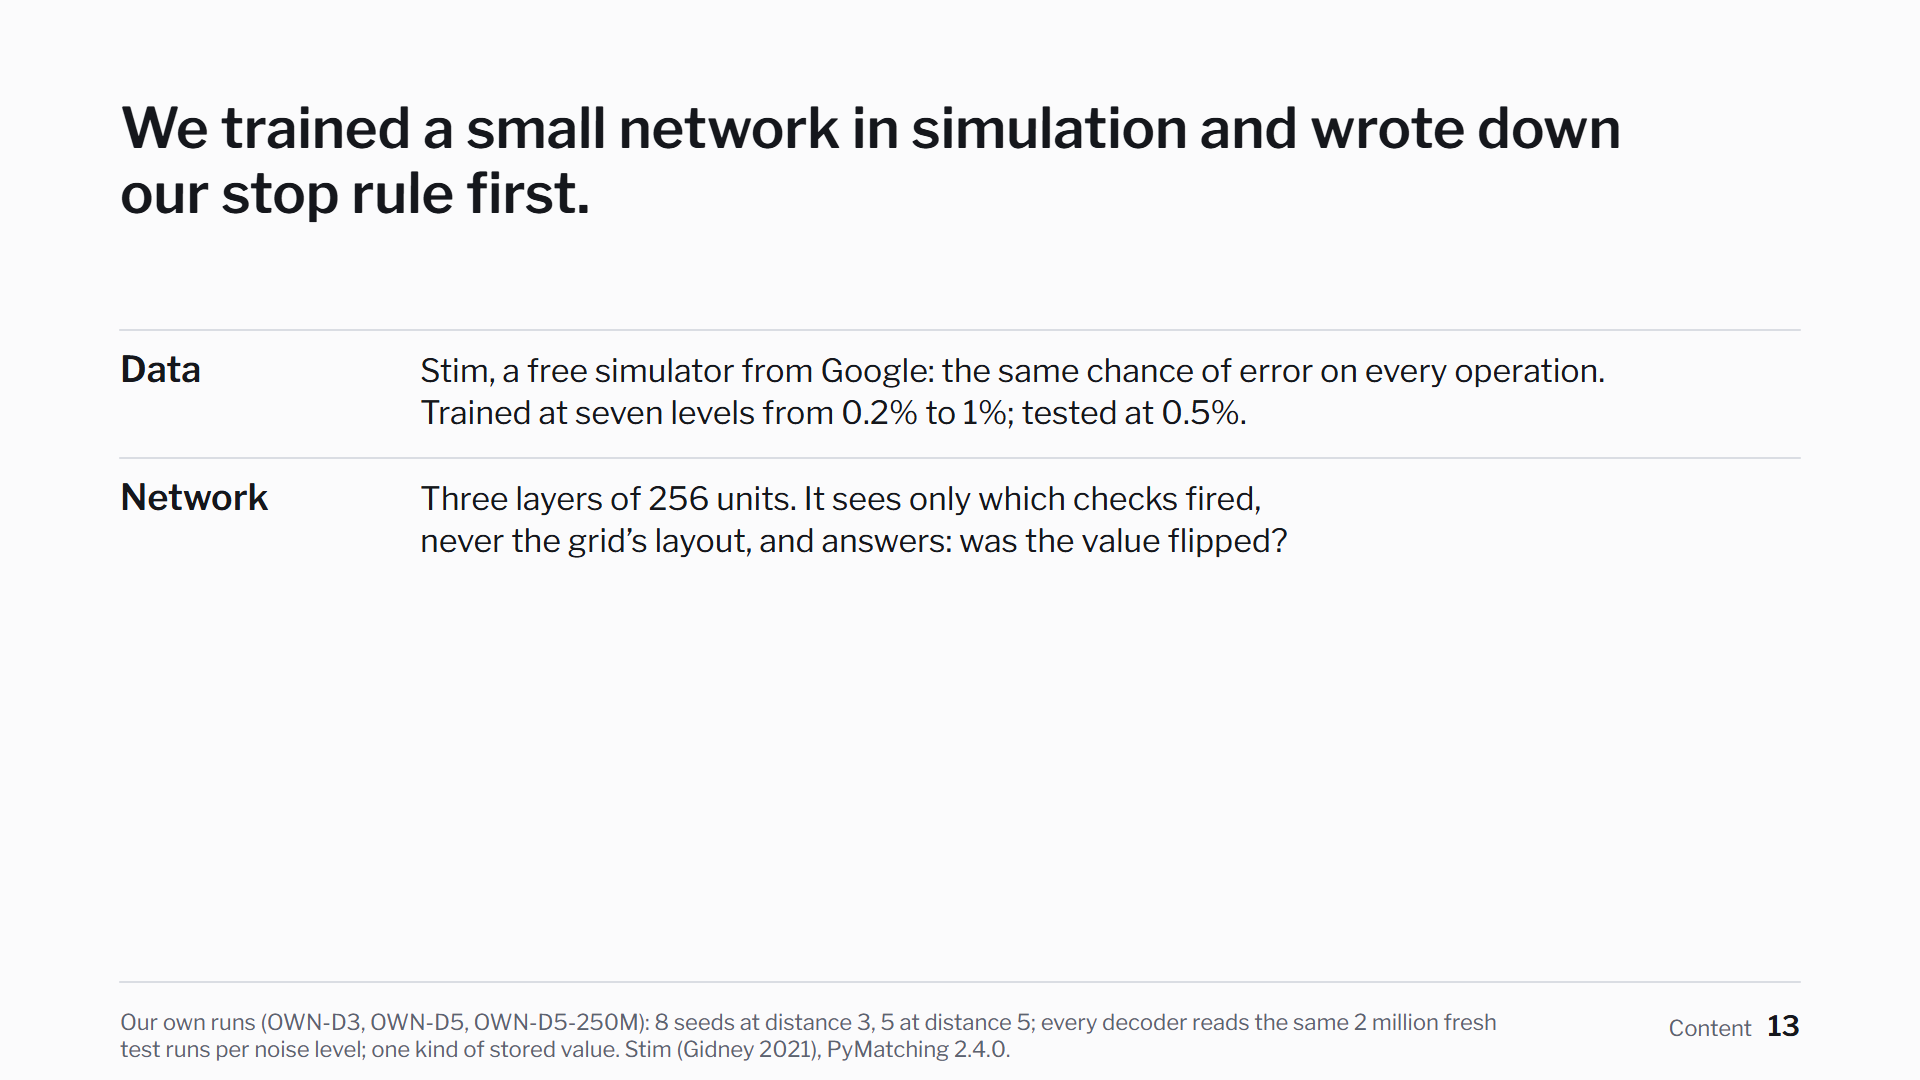 We trained a small network in simulation and wrote down
our stop rule first.
Data
Stim, a free simulator from Google: the same chance of error on every operation.
Trained at seven levels from 0.2% to 1%; tested at 0.5%.
Network
Three layers of 256 units. It sees only which checks fired,
never the grid’s layout, and answers: was the value flipped?
Our own runs (OWN-D3, OWN-D5, OWN-D5-250M): 8 seeds at distance 3, 5 at distance 5; every decoder reads the same 2 million fresh
test runs per noise level; one kind of stored value. Stim (Gidney 2021), PyMatching 2.4.0.
Content 13